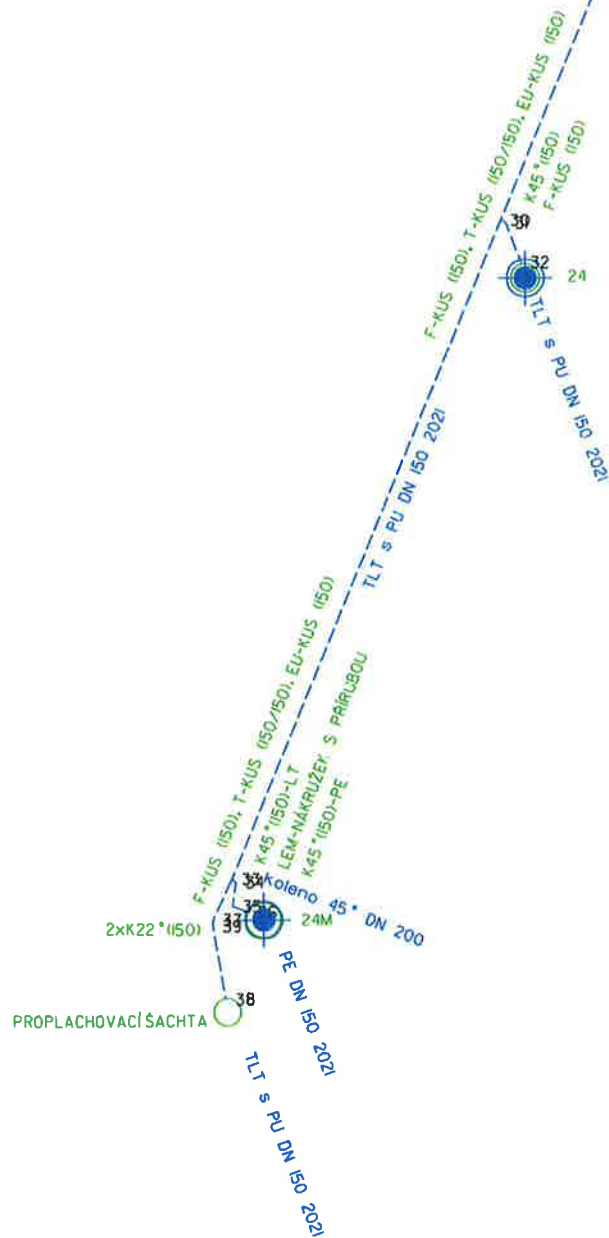 F-KUS (150), T-KUS (150/150), EU-KUS (150)
K45°(150)
F-KUS (150)
30
32
24
TLT s PU DN 150 2021
TLT s PU DN 150 2021
F-KUS (150), T-KUS (150/150), EU-KUS (150)
K45°(150)-LT
LEM-NÁKRUŽEK S PŘÍRUBOU
K45°(150)-PE
33
34
koleno 45° DN 200
35
37
39
24M
2xK22°(150)
PE DN 150 2021
38
PROPLACHOVACÍ ŠACHTA
TLT s PU DN 150 2021